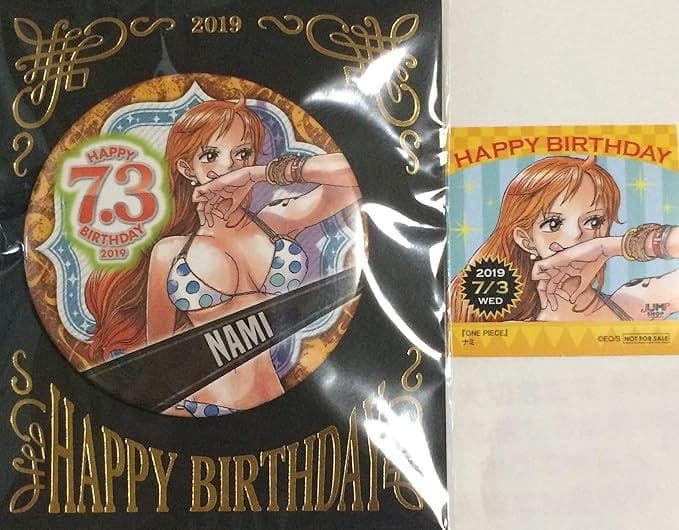 2019
HAPPY
7.3
BIRTHDAY
2019
NAMI
HAPPY BIRTHDAY
HAPPY BIRTHDAY
2019
7/3
WED
JUMP
SHOP
『ONE PIECE』
ナミ
©EO/S NOT FOR SALE